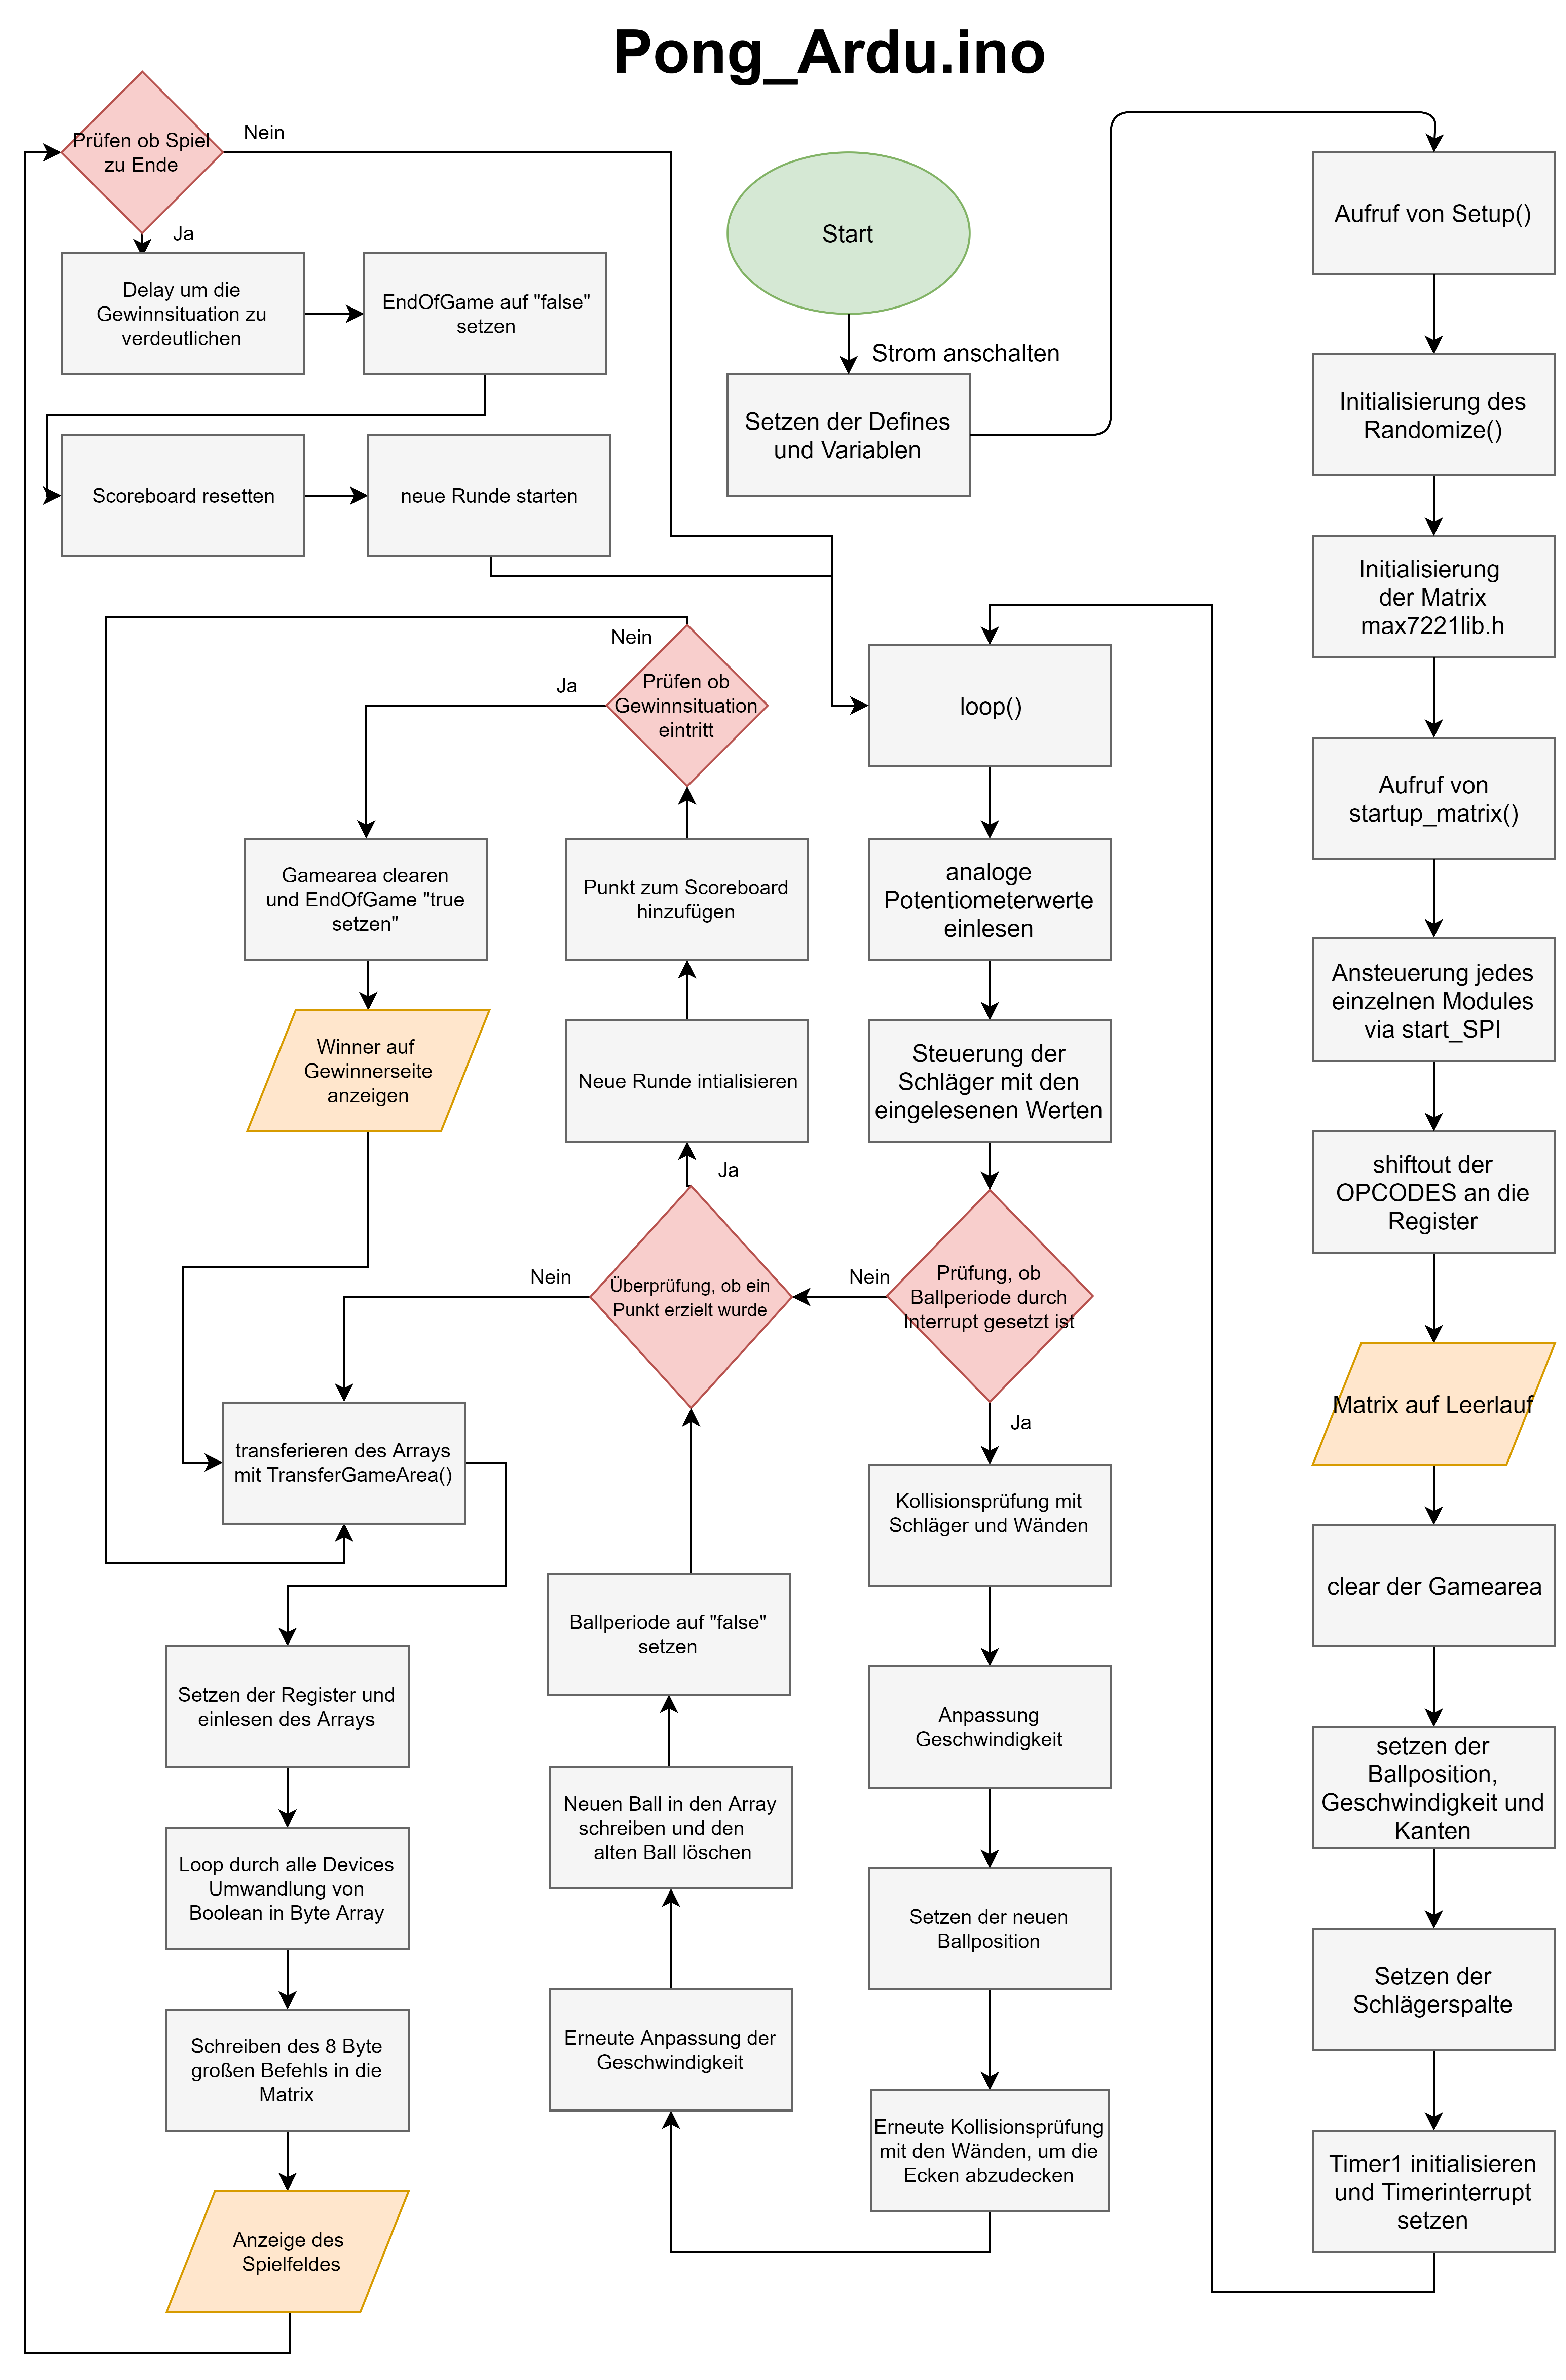 Pong_Ardu.ino
Prüfen ob Spiel
zu Ende
Nein
Ja
Delay um die
Gewinnsituation zu
verdeutlichen
EndOfGame auf "false"
setzen
Scoreboard resetten
neue Runde starten
Start
Strom anschalten
Setzen der Defines
und Variablen
Aufruf von Setup()
Initialisierung des
Randomize()
Initialisierung
der Matrix
max7221lib.h
Aufruf von
startup_matrix()
Ansteuerung jedes
einzelnen Modules
via start_SPI
shiftout der
OPCODES an die
Register
Matrix auf Leerlauf
clear der Gamearea
setzen der
Ballposition,
Geschwindigkeit und
Kanten
Setzen der
Schlägerspalte
Timer1 initialisieren
und Timerinterrupt
setzen
loop()
analoge
Potentiometerwerte
einlesen
Steuerung der
Schläger mit den
eingelesenen Werten
Prüfung, ob
Ballperiode durch
Interrupt gesetzt ist
Nein
Ja
Kollisionsprüfung mit
Schläger und Wänden
Anpassung
Geschwindigkeit
Setzen der neuen
Ballposition
Erneute Kollisionsprüfung
mit den Wänden, um die
Ecken abzudecken
Erneute Anpassung der
Geschwindigkeit
Neuen Ball in den Array
schreiben und den
alten Ball löschen
Ballperiode auf "false"
setzen
Überprüfung, ob ein
Punkt erzielt wurde
Nein
Ja
Neue Runde intialisieren
Punkt zum Scoreboard
hinzufügen
Prüfen ob
Gewinnsituation
eintritt
Nein
Ja
Gamearea clearen
und EndOfGame "true
setzen"
Winner auf
Gewinnerseite
anzeigen
transferieren des Arrays
mit TransferGameArea()
Setzen der Register und
einlesen des Arrays
Loop durch alle Devices
Umwandlung von
Boolean in Byte Array
Schreiben des 8 Byte
großen Befehls in die
Matrix
Anzeige des
Spielfeldes